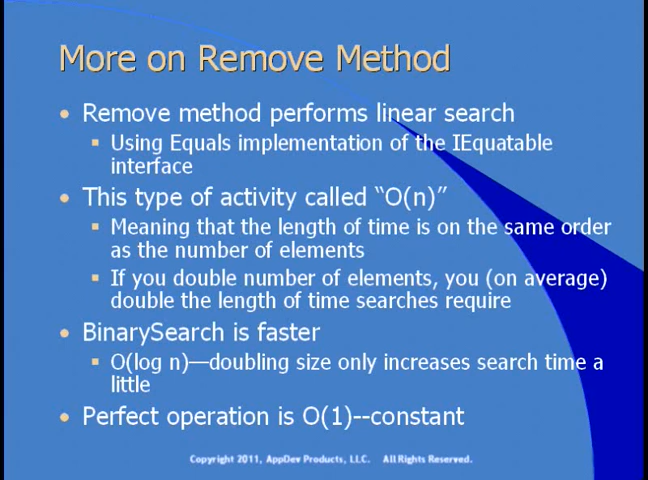 More on Remove Method
• Remove method performs linear search
▪ Using Equals implementation of the IEquatable
interface
• This type of activity called “O(n)”
▪ Meaning that the length of time is on the same order
as the number of elements
▪ If you double number of elements, you (on average)
double the length of time searches require
• BinarySearch is faster
▪ O(log n)—doubling size only increases search time a
little
• Perfect operation is O(1)--constant
Copyright 2011, AppDev Products, LLC. All Rights Reserved.